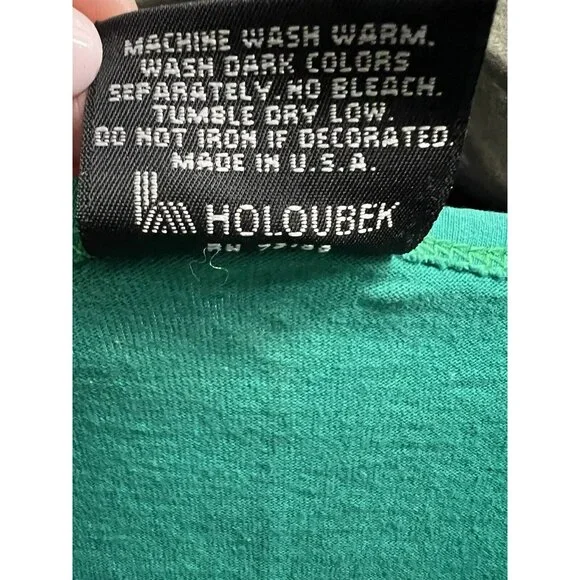 MACHINE WASH WARM.
WASH DARK COLORS
SEPARATELY. NO BLEACH.
TUMBLE DRY LOW.
DO NOT IRON IF DECORATED.
MADE IN U.S.A.
HOLOUBEK
RN